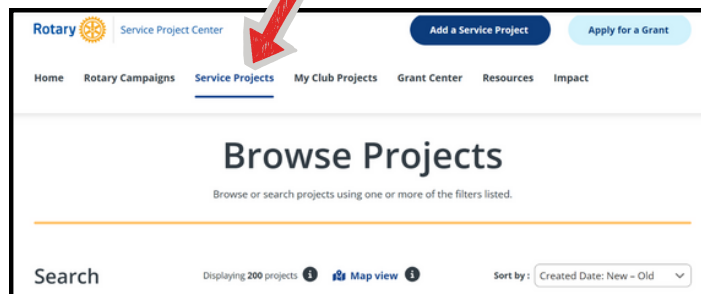 Rotary Service Project Center Add a Service Project Apply for a Grant
Home Rotary Campaigns Service Projects My Club Projects Grant Center Resources Impact
Browse Projects
Browse or search projects using one or more of the filters listed.
Search Displaying 200 projects i Map view i Sort by : Created Date: New – Old